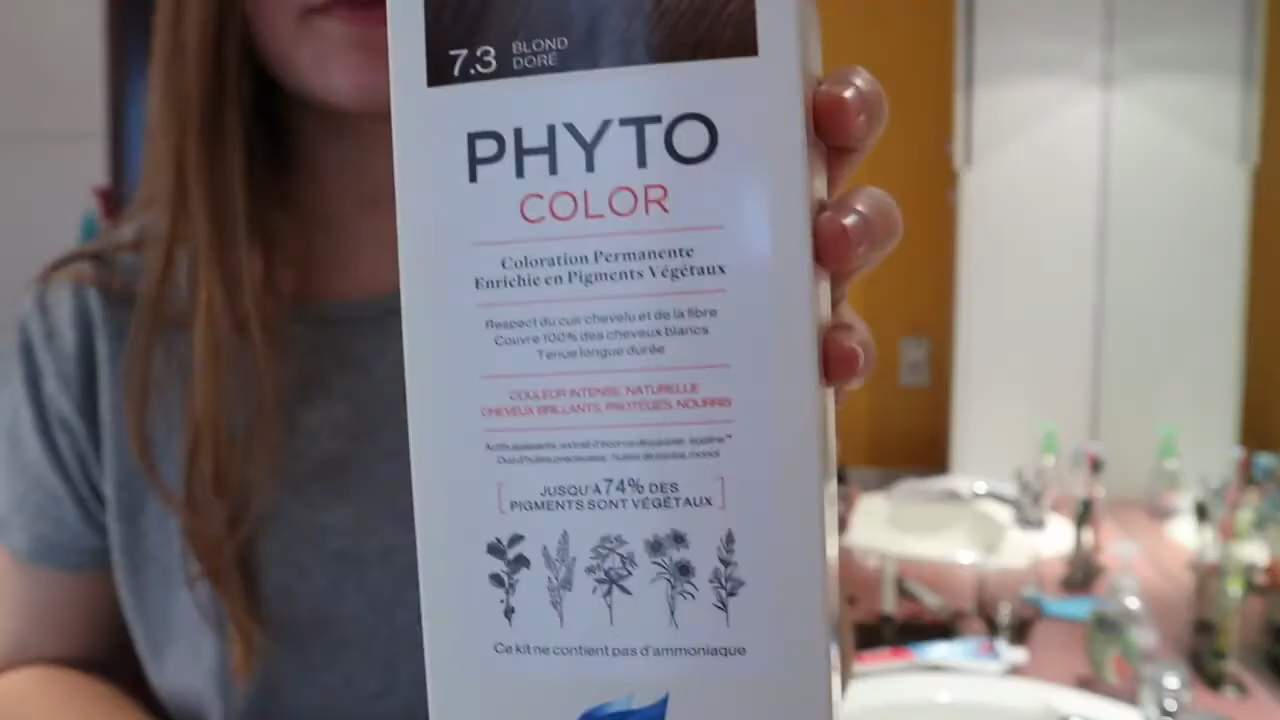 7.3 BLOND
DORÉ
PHYTO
COLOR
Coloration Permanente
Enrichie en Pigments Végétaux
Respect du cuir chevelu et de la fibre
Couvre 100% des cheveux blancs
Tenue longue durée
COULEUR INTENSE, NATURELLE
CHEVEUX BRILLANTS, PROTÉGÉS, NOURRIS
JUSQU'À 74% DES
PIGMENTS SONT VÉGÉTAUX
Ce kit ne contient pas d'ammoniaque